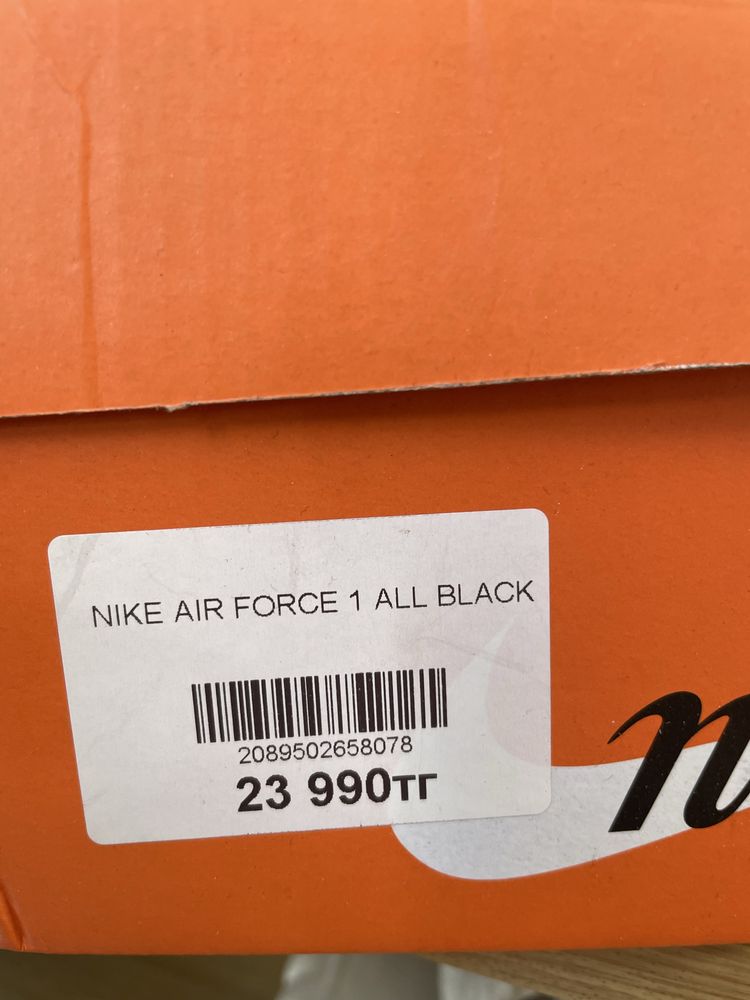 NIKE AIR FORCE 1 ALL BLACK
2089502658078
23 990тг
n